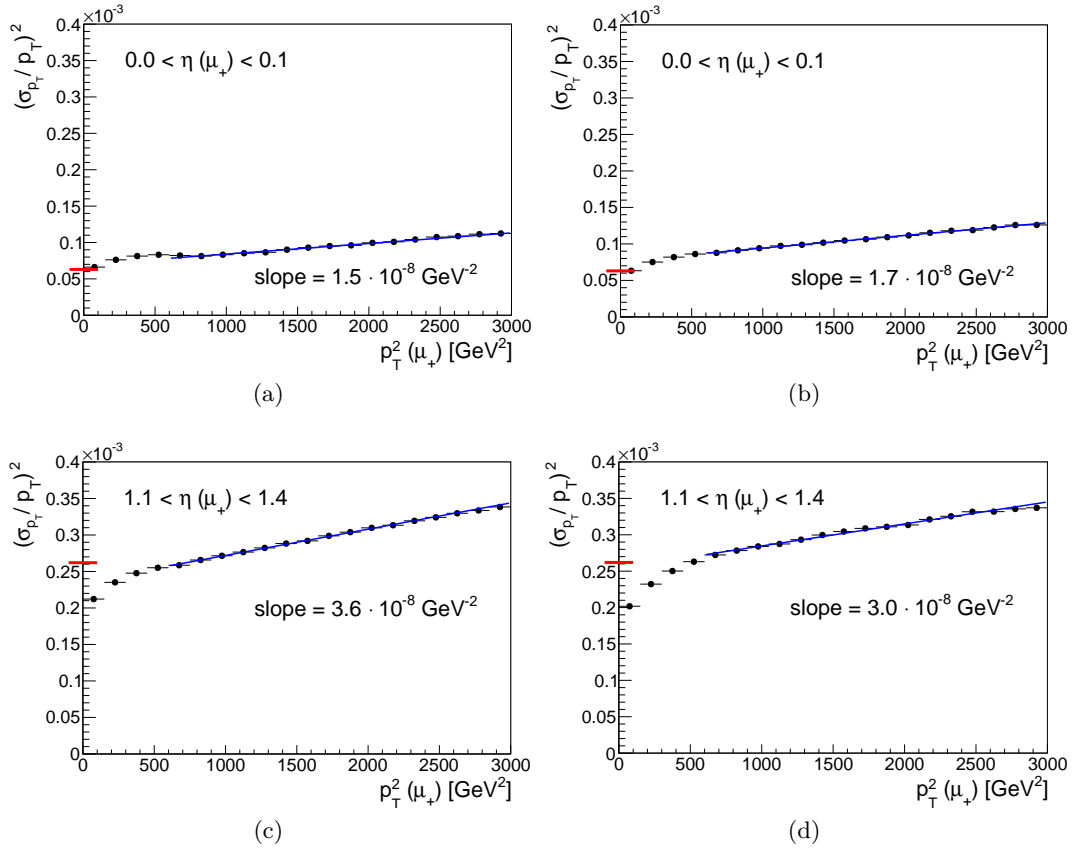 ×10⁻³
(σ_pT / p_T)²
0.0 < η (μ₊) < 0.1
0.4
0.35
0.3
0.25
0.2
0.15
0.1
0.05
0
slope = 1.5 · 10⁻⁸ GeV⁻²
0 500 1000 1500 2000 2500 3000
p_T² (μ₊) [GeV²]
(a)
×10⁻³
(σ_pT / p_T)²
0.0 < η (μ₊) < 0.1
0.4
0.35
0.3
0.25
0.2
0.15
0.1
0.05
0
slope = 1.7 · 10⁻⁸ GeV⁻²
0 500 1000 1500 2000 2500 3000
p_T² (μ₊) [GeV²]
(b)
×10⁻³
(σ_pT / p_T)²
1.1 < η (μ₊) < 1.4
0.4
0.35
0.3
0.25
0.2
0.15
0.1
0.05
0
slope = 3.6 · 10⁻⁸ GeV⁻²
0 500 1000 1500 2000 2500 3000
p_T² (μ₊) [GeV²]
(c)
×10⁻³
(σ_pT / p_T)²
1.1 < η (μ₊) < 1.4
0.4
0.35
0.3
0.25
0.2
0.15
0.1
0.05
0
slope = 3.0 · 10⁻⁸ GeV⁻²
0 500 1000 1500 2000 2500 3000
p_T² (μ₊) [GeV²]
(d)